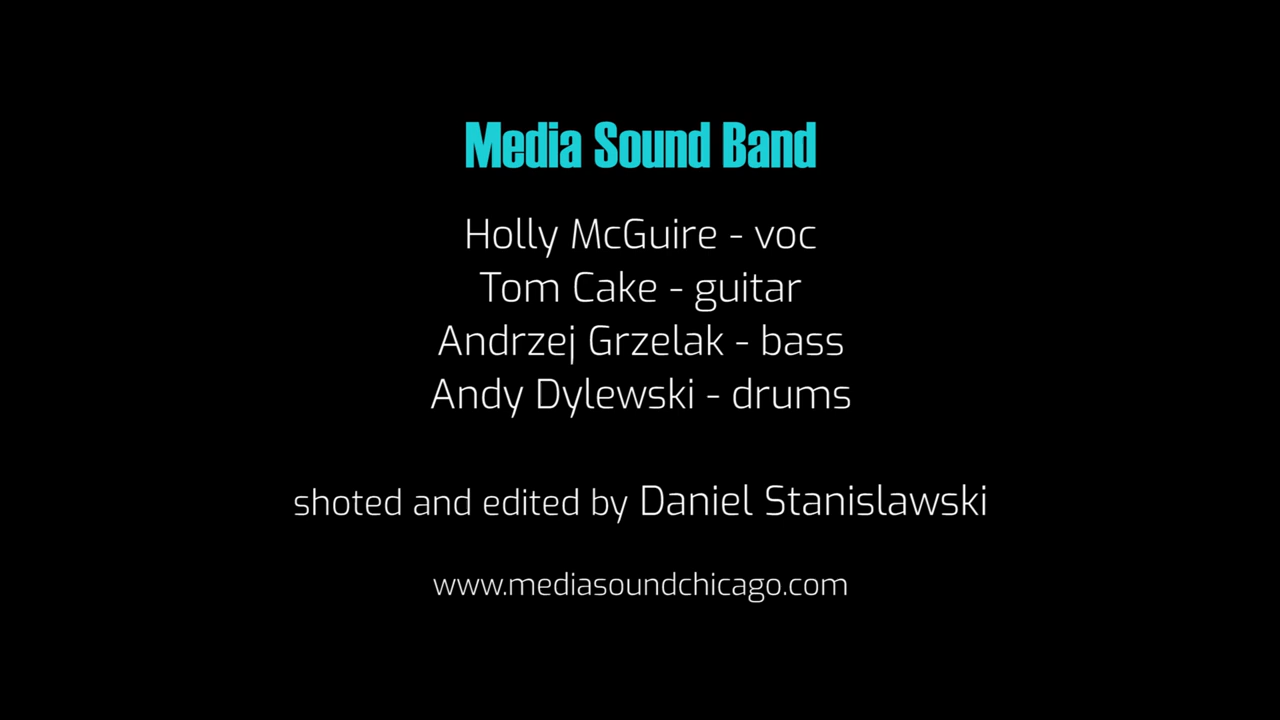 Media Sound Band
Holly McGuire - voc
Tom Cake - guitar
Andrzej Grzelak - bass
Andy Dylewski - drums
shoted and edited by Daniel Stanislawski
www.mediasoundchicago.com